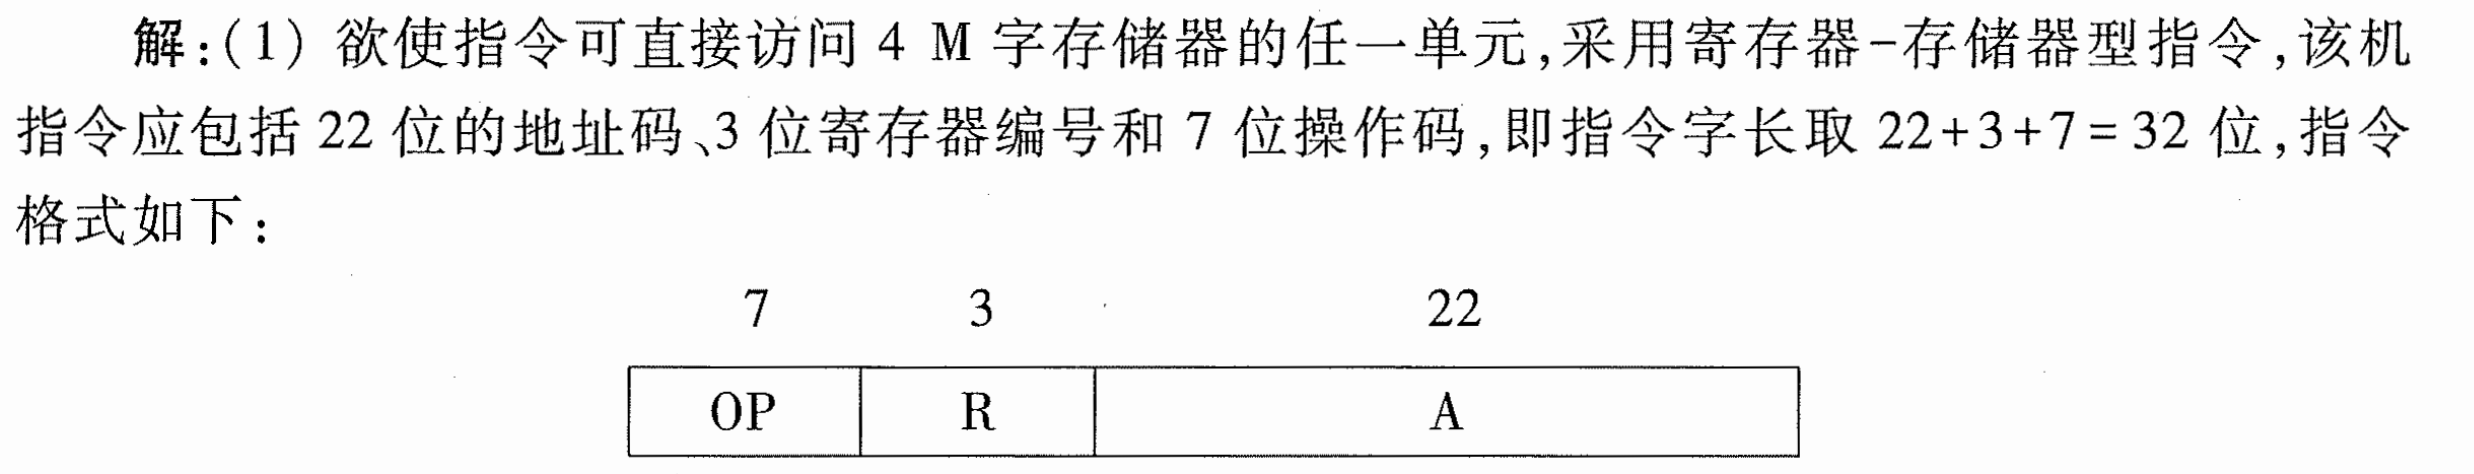 解:(1) 欲使指令可直接访问 4 M 字存储器的任一单元,采用寄存器-存储器型指令,该机
指令应包括 22 位的地址码、3 位寄存器编号和 7 位操作码,即指令字长取 22+3+7=32 位,指令
格式如下:
7 3 22
OP R A